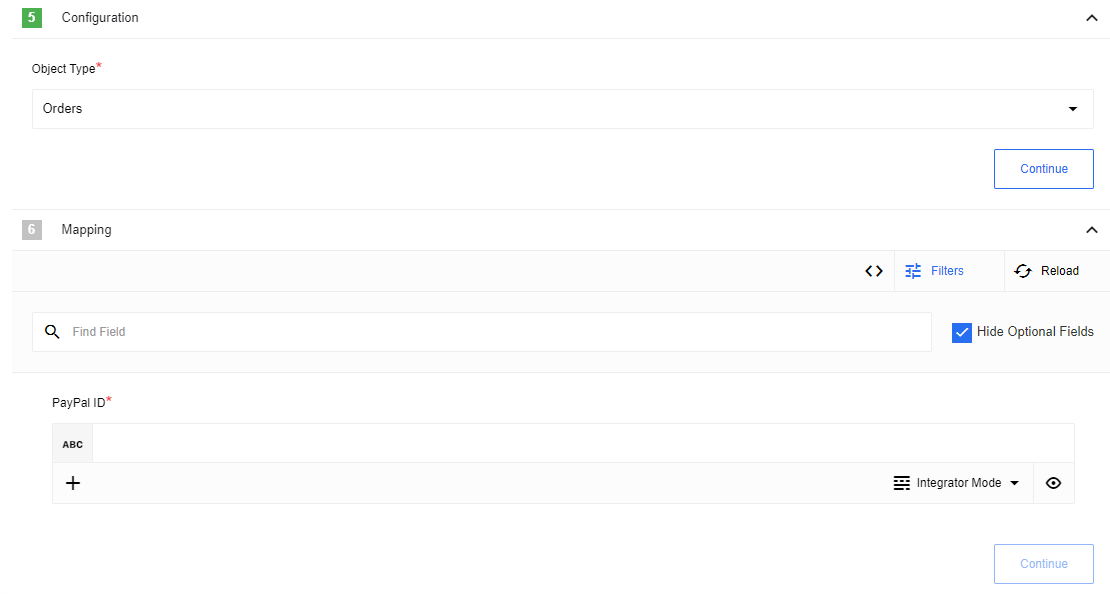 5 Configuration
Object Type*
Orders
Continue
6 Mapping
Filters Reload
Find Field Hide Optional Fields
PayPal ID*
ABC
Integrator Mode
Continue